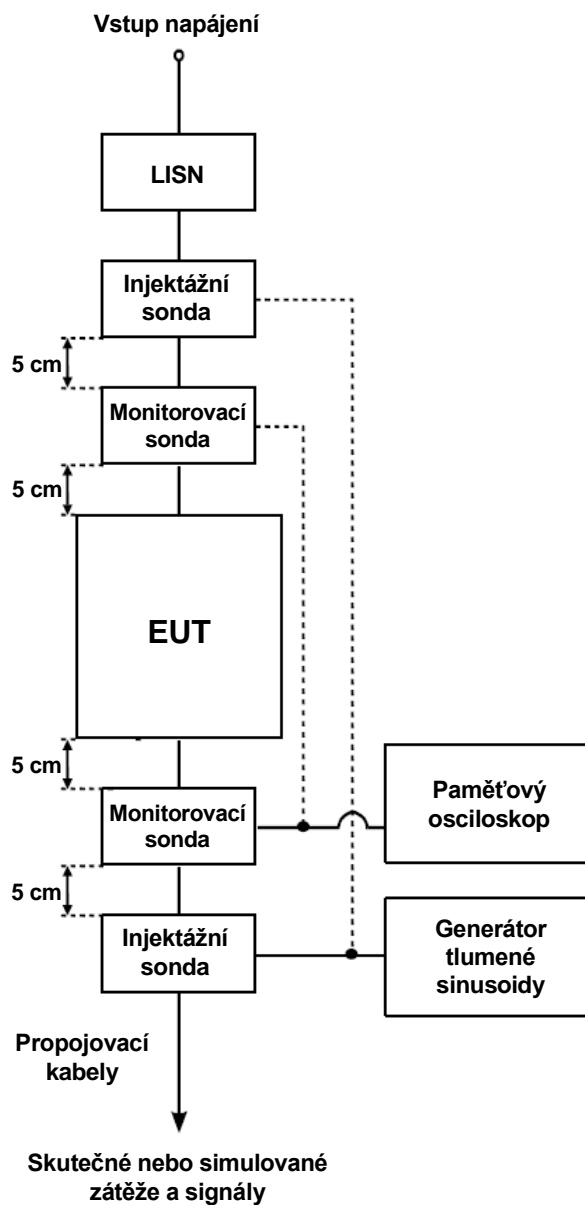 Vstup napájení
LISN
Injektážní
sonda
5 cm
Monitorovací
sonda
5 cm
EUT
5 cm
Monitorovací
sonda
Paměťový
osciloskop
5 cm
Injektážní
sonda
Generátor
tlumené
sinusoidy
Propojovací
kabely
Skutečné nebo simulované
zátěže a signály